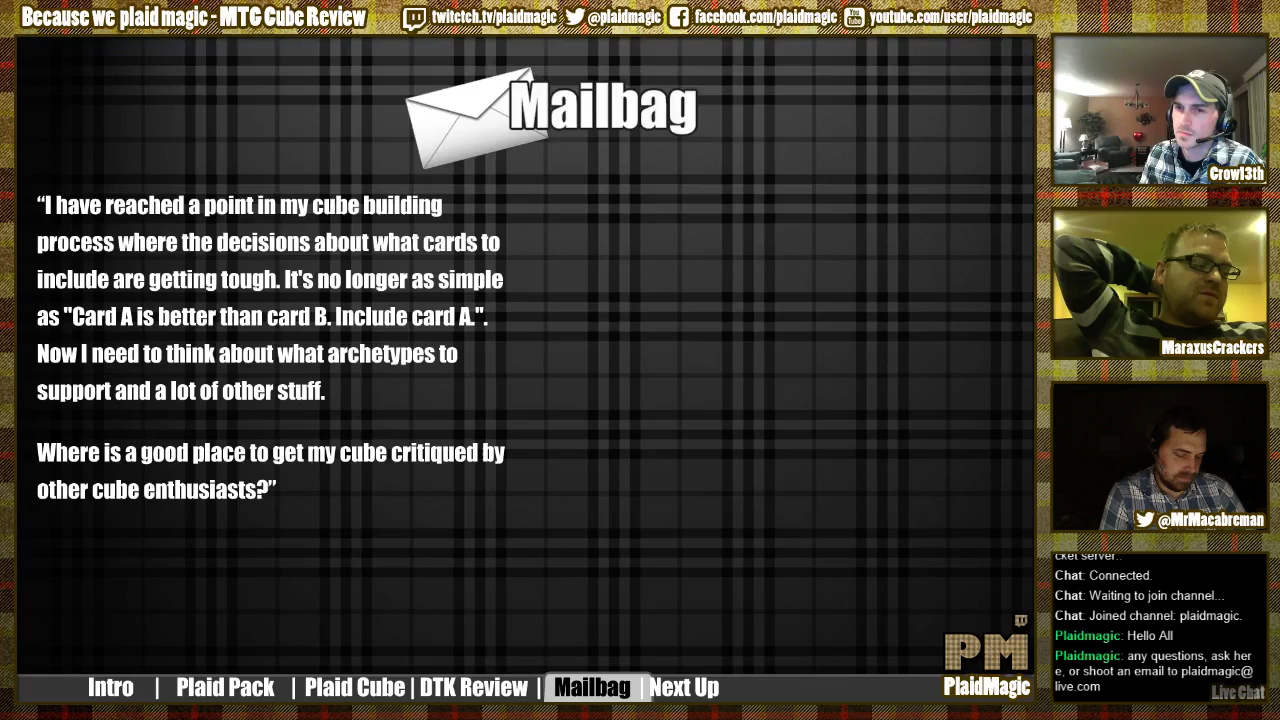 Because we plaid magic - MTG Cube Review
twitetch.tv/plaidmagic
@plaidmagic
facebook.com/plaidmagic
You Tube
youtube.com/user/plaidmagic
Mailbag
“I have reached a point in my cube building
process where the decisions about what cards to
include are getting tough. It's no longer as simple
as "Card A is better than card B. Include card A.".
Now I need to think about what archetypes to
support and a lot of other stuff.
Where is a good place to get my cube critiqued by
other cube enthusiasts?”
Crow13th
MaraxusCrackers
@MrMacabreman
cket server..
Chat: Connected.
Chat: Waiting to join channel...
Chat: Joined channel: plaidmagic.
Plaidmagic: Hello All
Plaidmagic: any questions, ask her
e, or shoot an email to plaidmagic@
live.com
Live Chat
PM
PlaidMagic
Intro | Plaid Pack | Plaid Cube | DTK Review | Mailbag | Next Up